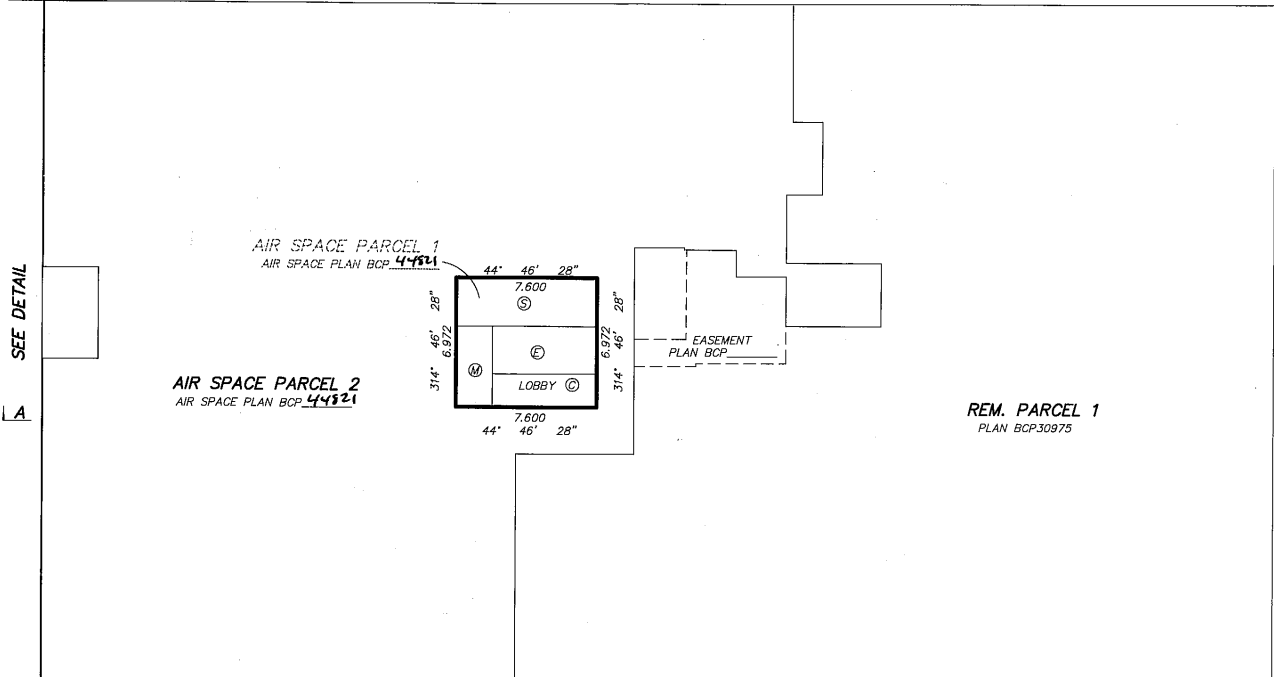 AIR SPACE PARCEL 1
AIR SPACE PLAN BCP 44821
44° 46' 28"
7.600
Ⓢ
314° 46' 28"
6.972
314° 46' 28"
6.972
Ⓔ
Ⓜ
LOBBY Ⓒ
7.600
44° 46' 28"
EASEMENT
PLAN BCP
SEE DETAIL
A
AIR SPACE PARCEL 2
AIR SPACE PLAN BCP 44821
REM. PARCEL 1
PLAN BCP30975